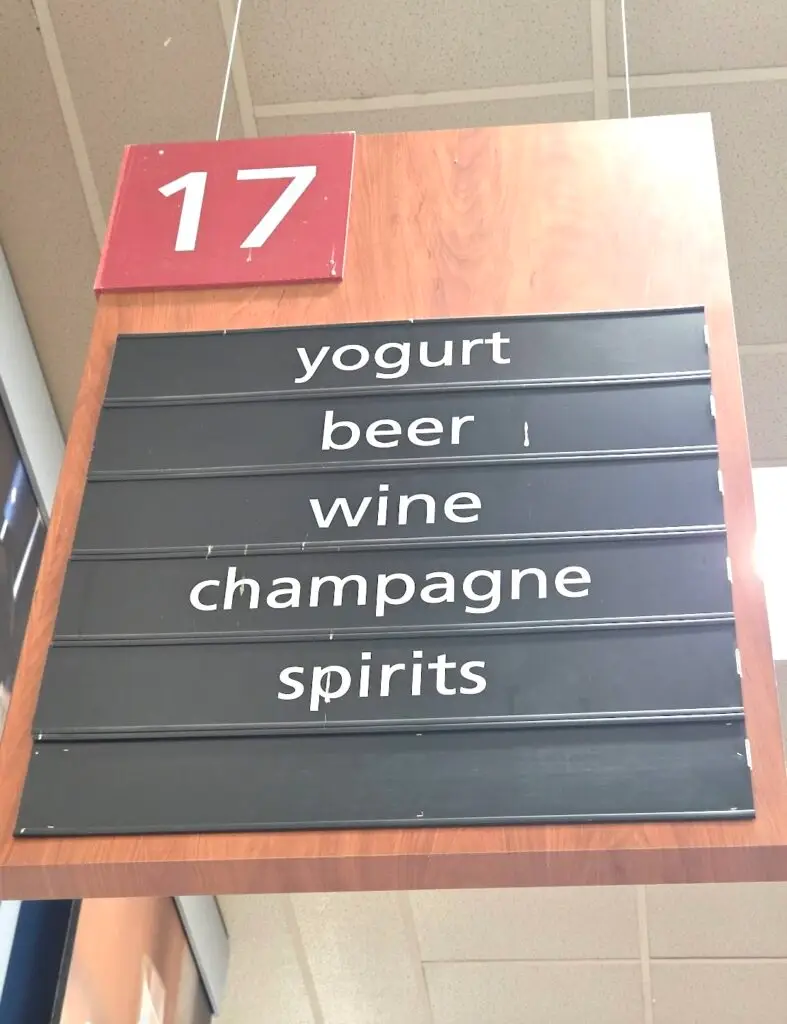 17
yogurt
beer
wine
champagne
spirits